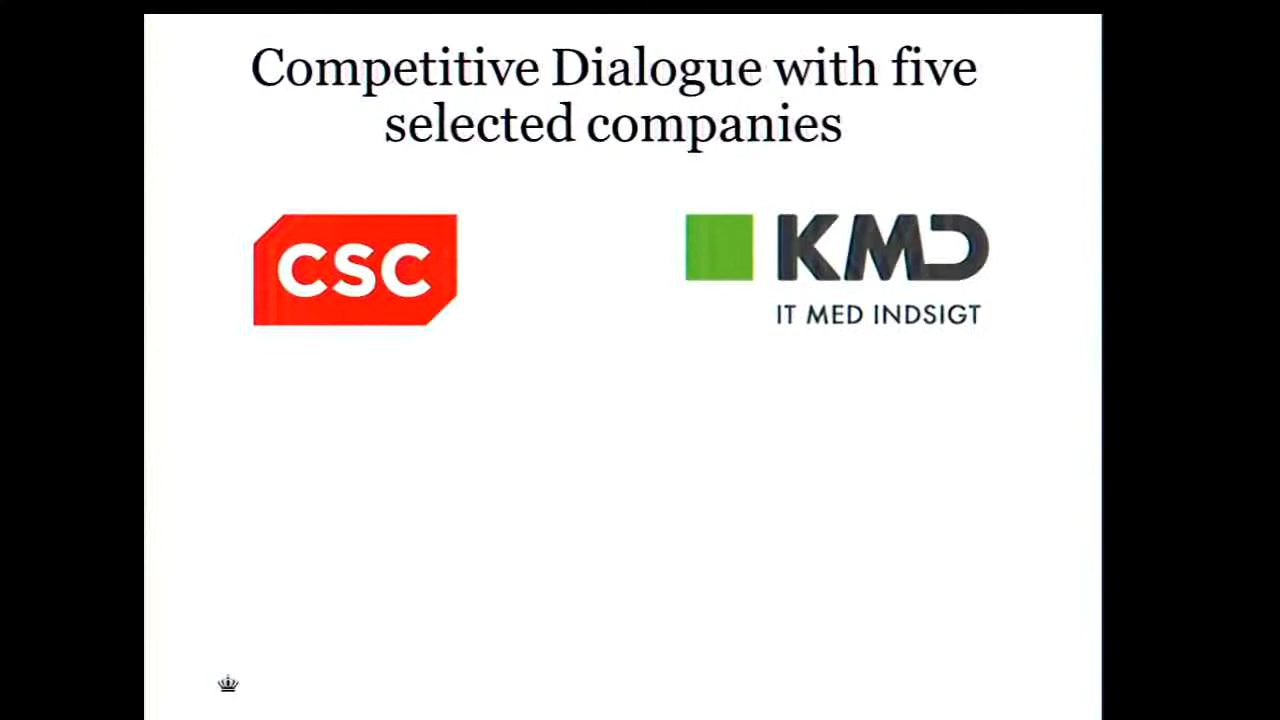 Competitive Dialogue with five
selected companies
CSC
KMD
IT MED INDSIGT